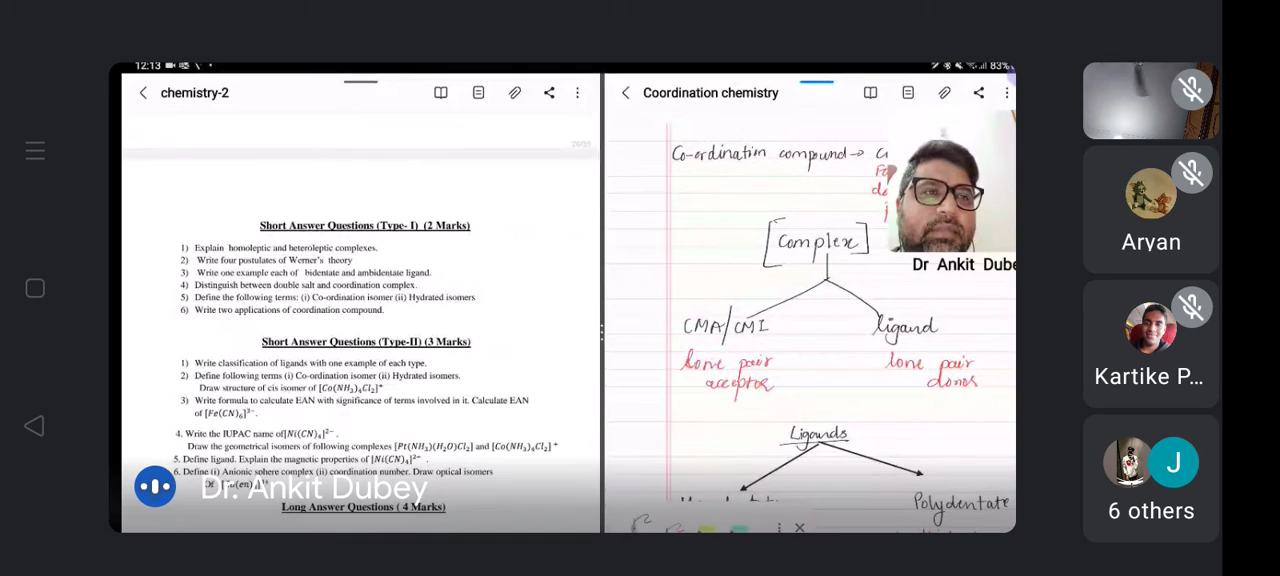 12:13
83%
chemistry-2
Short Answer Questions (Type- I) (2 Marks)
1) Explain homoleptic and heteroleptic complexes.
2) Write four postulates of Werner's theory
3) Write one example each of bidentate and ambidentate ligand.
4) Distinguish between double salt and coordination complex.
5) Define the following terms: (i) Co-ordination isomer (ii) Hydrated isomers
6) Write two applications of coordination compound.
Short Answer Questions (Type-II) (3 Marks)
1) Write classification of ligands with one example of each type.
2) Define following terms (i) Co-ordination isomer (ii) Hydrated isomers.
Draw structure of cis isomer of [Co(NH₃)₄Cl₂]⁺
3) Write formula to calculate EAN with significance of terms involved in it. Calculate EAN
of [Fe(CN)₆]³⁻.
4. Write the IUPAC name of[Ni(CN)₄]²⁻.
Draw the geometrical isomers of following complexes [Pt(NH₃)(H₂O)Cl₂] and [Co(NH₃)₄Cl₂]⁺
5. Define ligand. Explain the magnetic properties of [Ni(CN)₄]²⁻
6. Define (i) Anionic sphere complex (ii) coordination number. Draw optical isomers
Dr. Ankit Dubey
Long Answer Questions ( 4 Marks)
Coordination chemistry
Co-ordination compound →
[Complex]
CMA/CMI
ligand
lone pair
acceptor
lone pair
donor
Ligands
Polydentate
Dr Ankit Dube
Aryan
Kartike P...
J
6 others